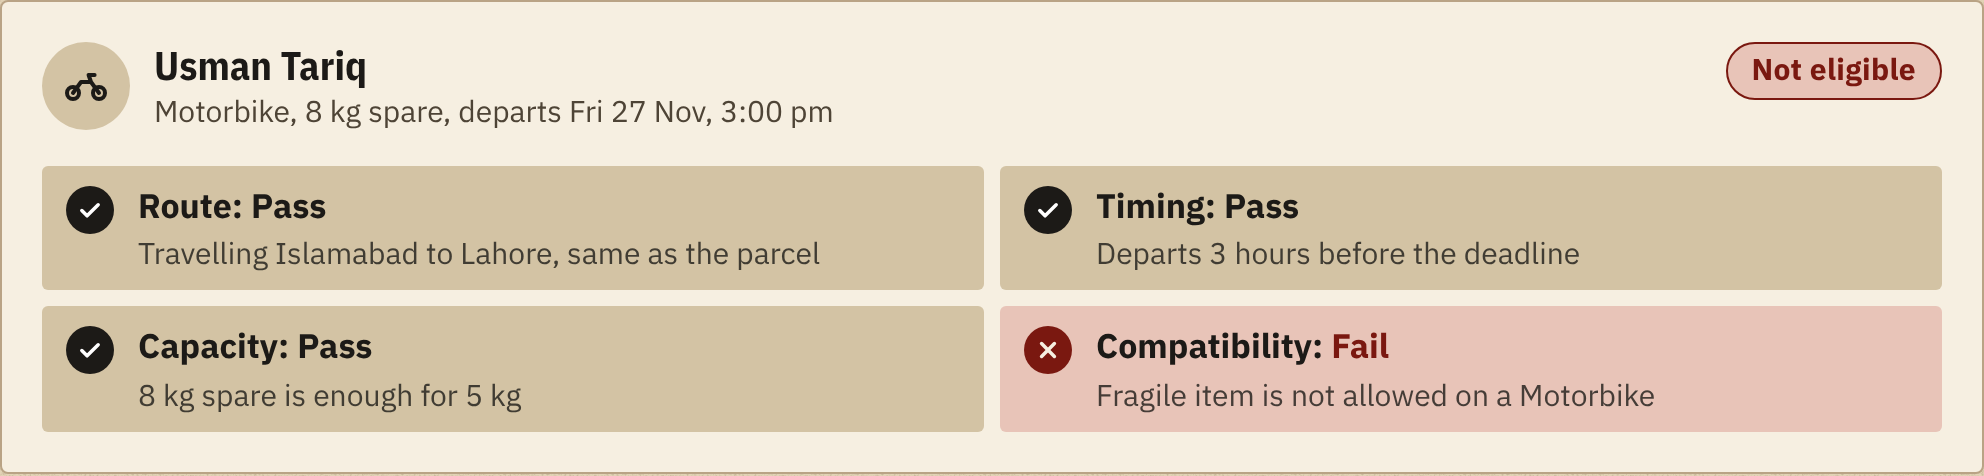 Usman Tariq
Not eligible
Motorbike, 8 kg spare, departs Fri 27 Nov, 3:00 pm
Route: Pass
Travelling Islamabad to Lahore, same as the parcel
Timing: Pass
Departs 3 hours before the deadline
Capacity: Pass
8 kg spare is enough for 5 kg
Compatibility: Fail
Fragile item is not allowed on a Motorbike